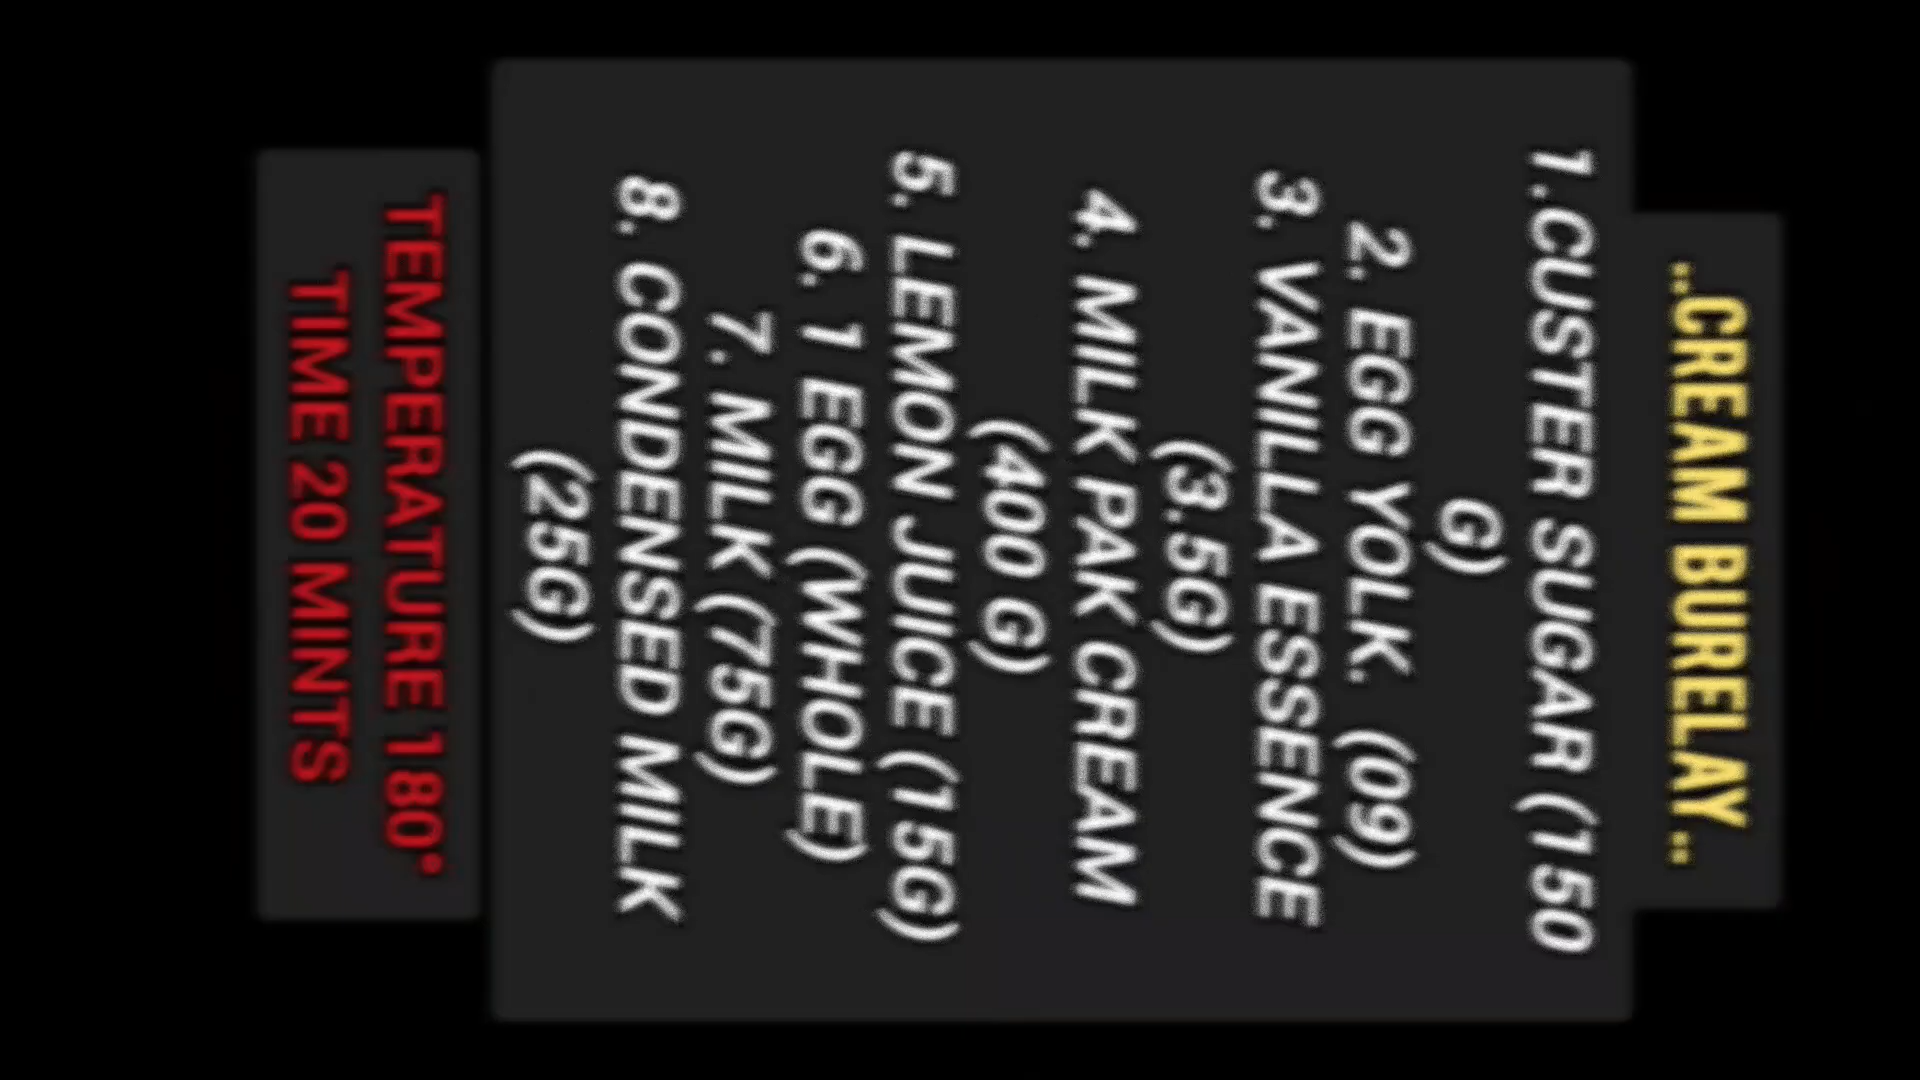 ..CREAM BURELAY..
1.CUSTER SUGAR (150
G)
2. EGG YOLK. (09)
3. VANILLA ESSENCE
(3.5G)
4. MILK PAK CREAM
(400 G)
5. LEMON JUICE (15G)
6. 1 EGG (WHOLE)
7. MILK (75G)
8. CONDENSED MILK
(25G)
TEMPERATURE 180°
TIME 20 MINTS